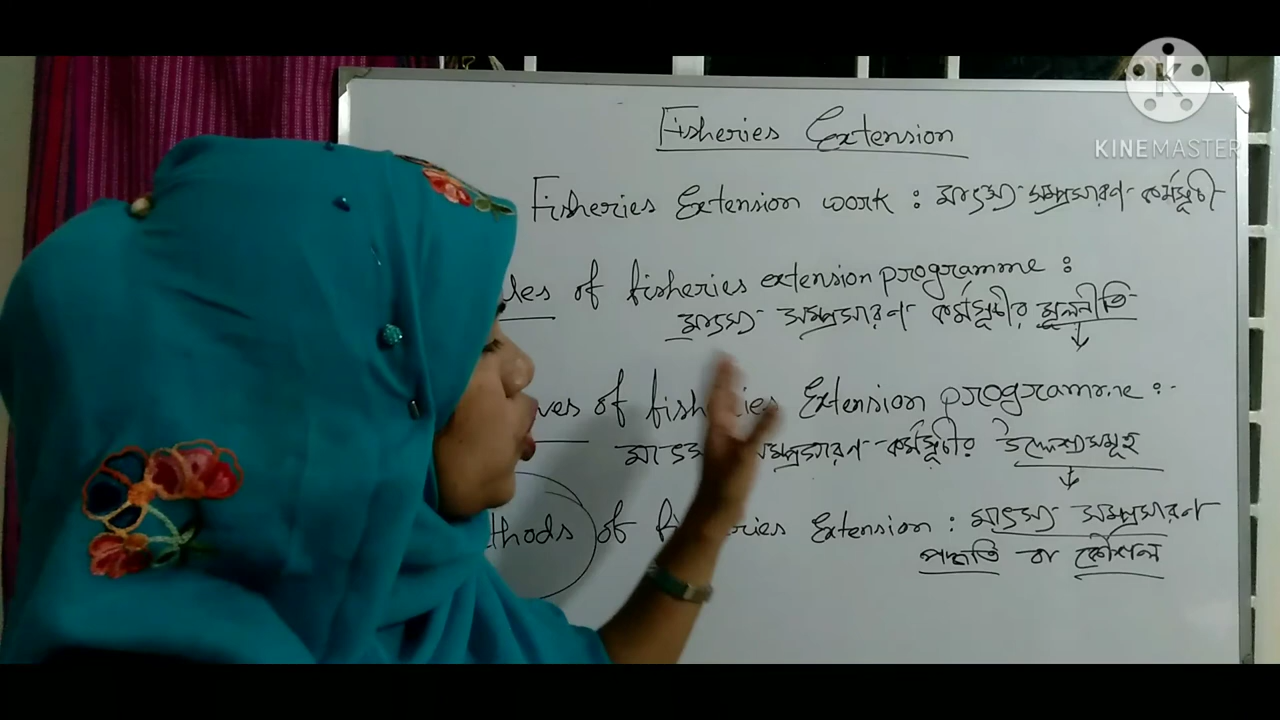 Fisheries Extension
KINEMASTER
Fisheries Extension work : মাৎস্য সম্প্রসারণ কর্মসূচী
of fisheries extension programme :
মাৎস্য সম্প্রসারণ কর্মসূচীর মূলনীতি
of Extension programme :-
কর্মসূচীর উদ্দেশ্যসমূহ
thods of Extension : মাৎস্য সম্প্রসারণ
পদ্ধতি বা কৌশল